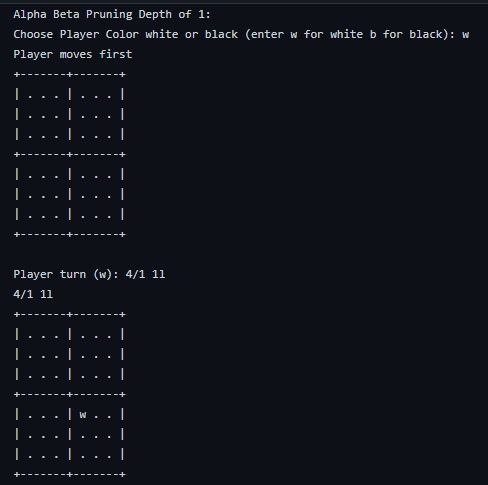 Alpha Beta Pruning Depth of 1:
Choose Player Color white or black (enter w for white b for black): w
Player moves first
+-------+-------+
| . . . | . . . |
| . . . | . . . |
| . . . | . . . |
+-------+-------+
| . . . | . . . |
| . . . | . . . |
| . . . | . . . |
+-------+-------+
Player turn (w): 4/1 1l
4/1 1l
+-------+-------+
| . . . | . . . |
| . . . | . . . |
| . . . | . . . |
+-------+-------+
| . . . | w . . |
| . . . | . . . |
| . . . | . . . |
+-------+-------+